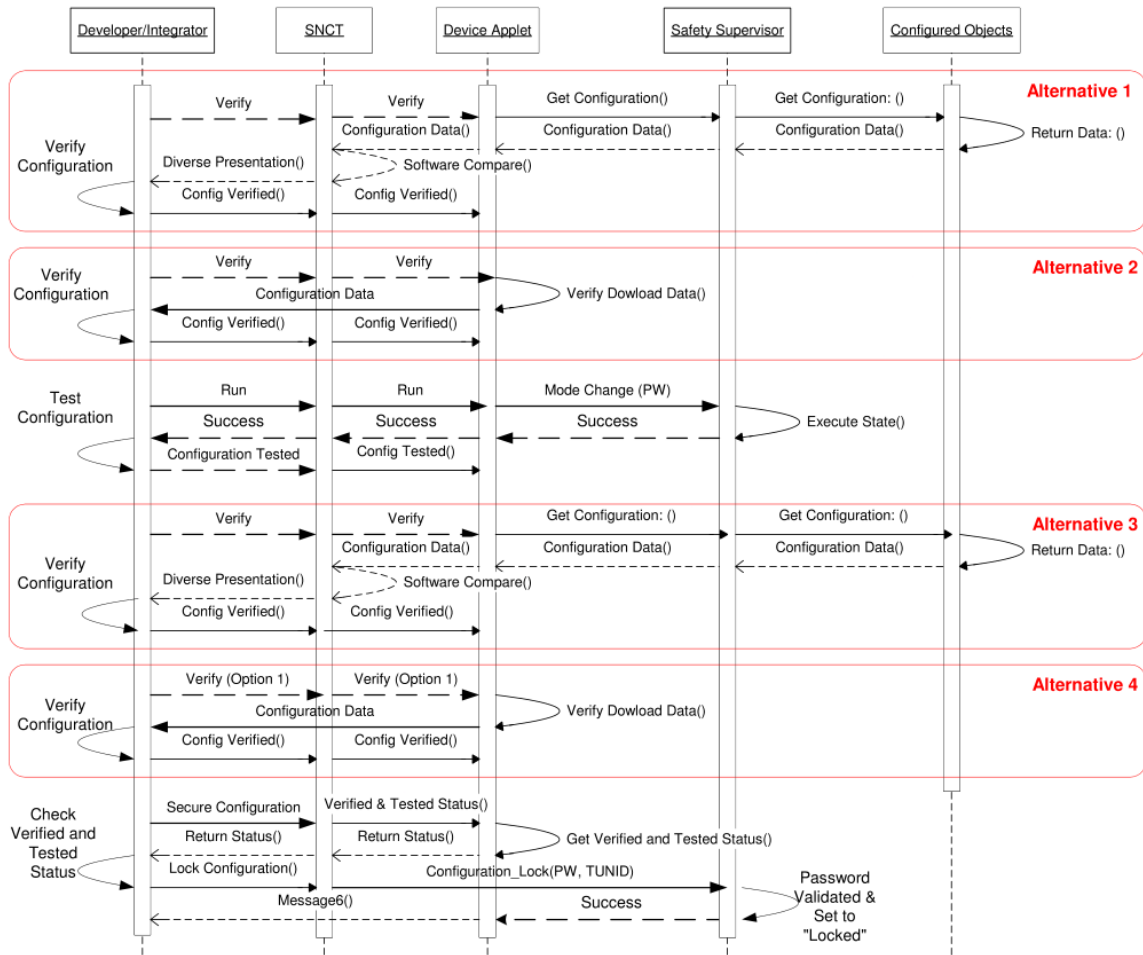 Developer/Integrator
SNCT
Device Applet
Safety Supervisor
Configured Objects
Alternative 1
Verify
Verify
Get Configuration()
Get Configuration: ()
Configuration Data()
Configuration Data()
Configuration Data()
Return Data: ()
Verify
Configuration
Diverse Presentation()
Software Compare()
Config Verified()
Config Verified()
Alternative 2
Verify
Configuration
Verify
Verify
Configuration Data
Verify Dowload Data()
Config Verified()
Config Verified()
Test
Configuration
Run
Run
Mode Change (PW)
Success
Success
Success
Execute State()
Configuration Tested
Config Tested()
Alternative 3
Verify
Verify
Get Configuration: ()
Get Configuration: ()
Configuration Data()
Configuration Data()
Configuration Data()
Return Data: ()
Verify
Configuration
Diverse Presentation()
Software Compare()
Config Verified()
Config Verified()
Alternative 4
Verify
Configuration
Verify (Option 1)
Verify (Option 1)
Configuration Data
Verify Dowload Data()
Config Verified()
Config Verified()
Check
Verified and
Tested
Status
Secure Configuration
Verified & Tested Status()
Return Status()
Return Status()
Get Verified and Tested Status()
Lock Configuration()
Configuration_Lock(PW, TUNID)
Message6()
Success
Password
Validated &
Set to
"Locked"